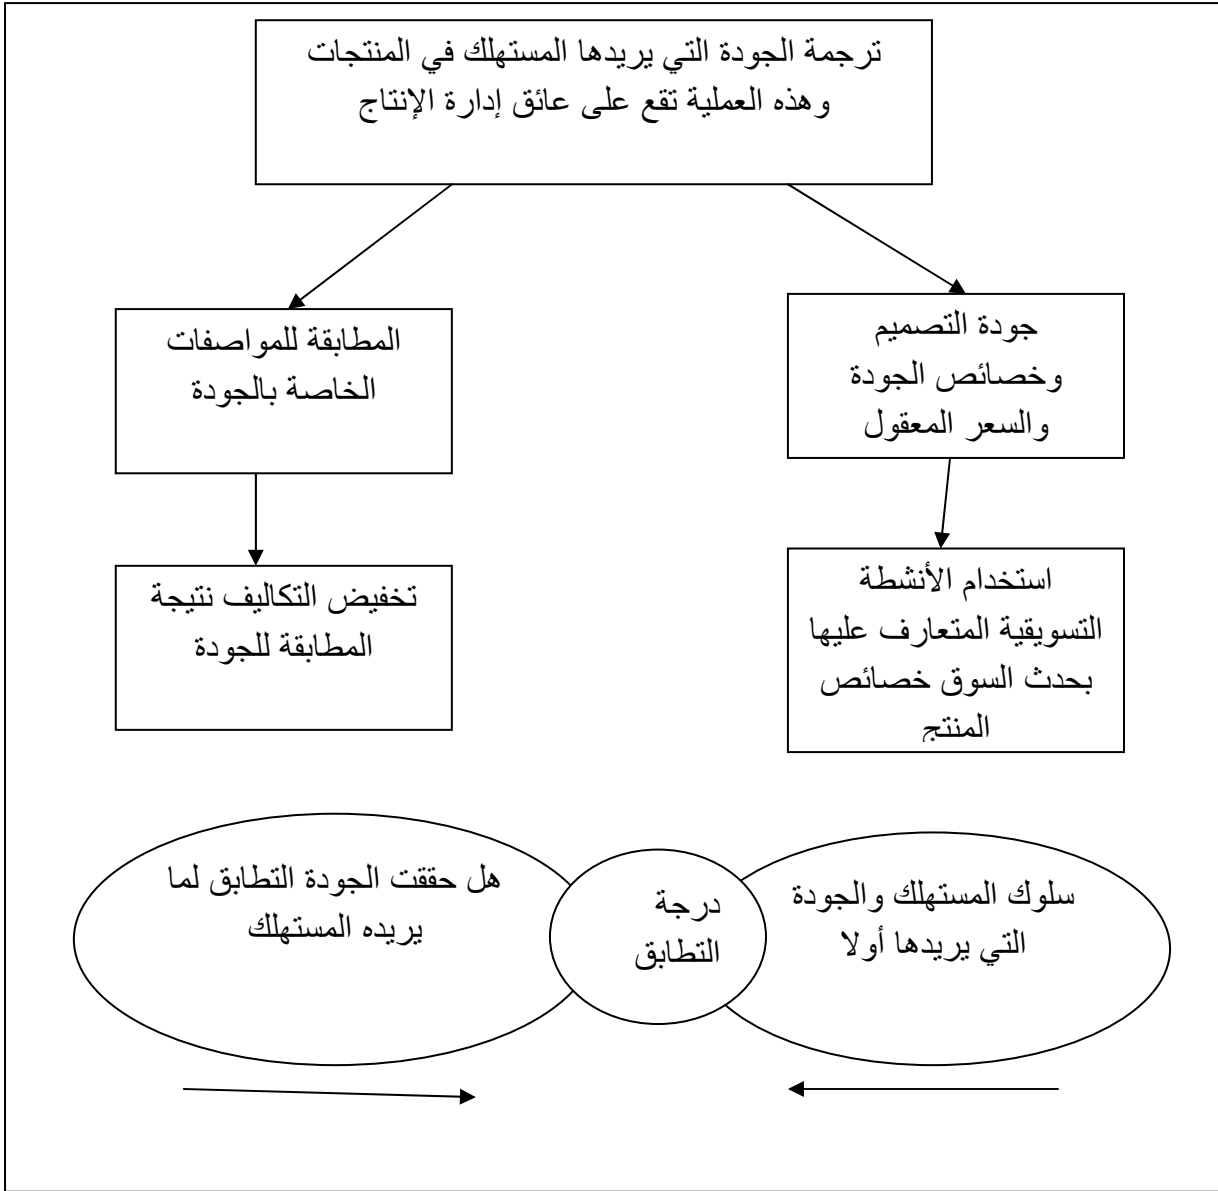 ترجمة الجودة التي يريدها المستهلك في المنتجات
وهذه العملية تقع على عائق إدارة الإنتاج
جودة التصميم
وخصائص الجودة
والسعر المعقول
المطابقة للمواصفات
الخاصة بالجودة
استخدام الأنشطة
التسويقية المتعارف عليها
بحدث السوق خصائص
المنتج
تخفيض التكاليف نتيجة
المطابقة للجودة
سلوك المستهلك والجودة
التي يريدها أولا
درجة
التطابق
هل حققت الجودة التطابق لما
يريده المستهلك